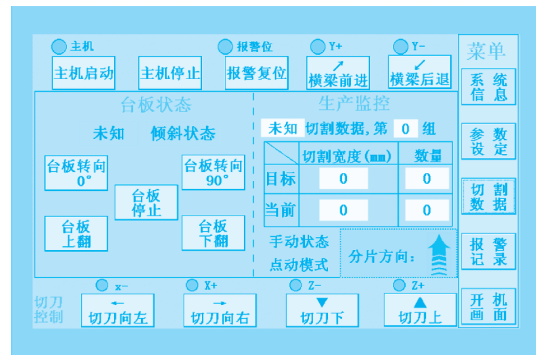 主机 报警位 Y+ Y-
主机启动 主机停止 报警复位 横梁前进 横梁后退
菜单
系统
信息
参数
设定
切割
数据
报警
记录
开机
画面
台板状态
未知 倾斜状态
台板转向
0°
台板转向
90°
台板
停止
台板
上翻
台板
下翻
生产监控
未知 切割数据,第 0 组
切割宽度(mm) 数量
目标 0 0
当前 0 0
手动状态
点动模式
分片方向:
切刀
控制
x- X+ Z- Z+
切刀向左 切刀向右 切刀下 切刀上